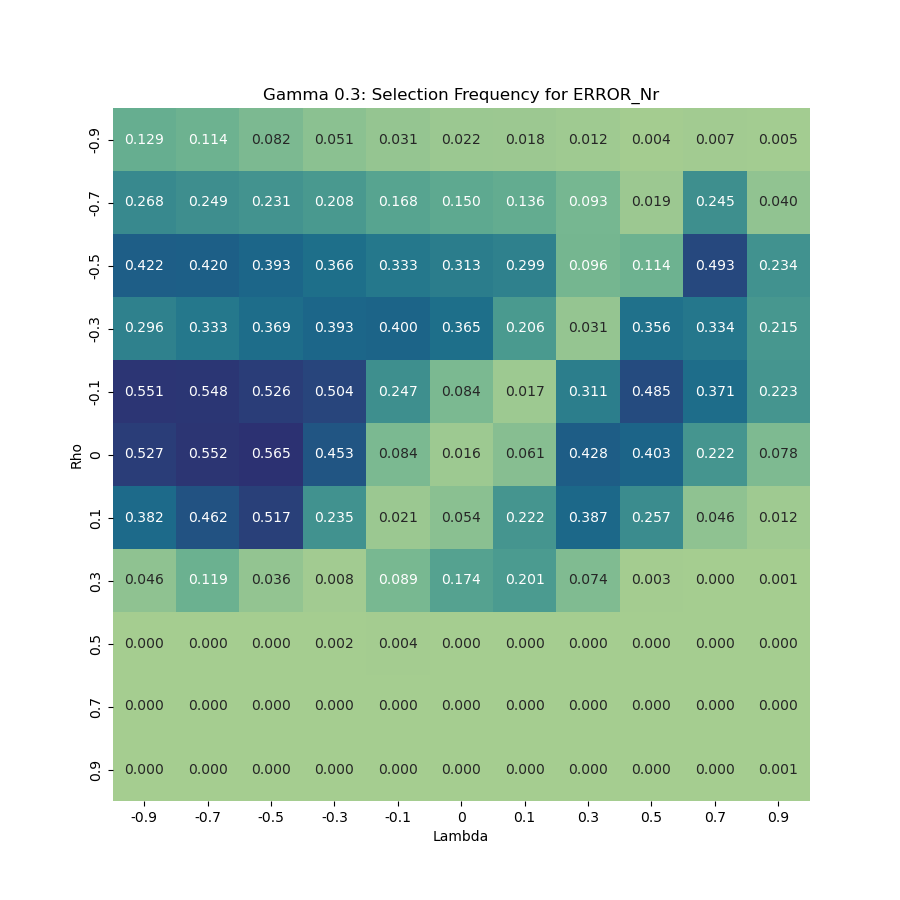 Gamma 0.3: Selection Frequency for ERROR_Nr
-0.9 0.129 0.114 0.082 0.051 0.031 0.022 0.018 0.012 0.004 0.007 0.005
-0.7 0.268 0.249 0.231 0.208 0.168 0.150 0.136 0.093 0.019 0.245 0.040
-0.5 0.422 0.420 0.393 0.366 0.333 0.313 0.299 0.096 0.114 0.493 0.234
-0.3 0.296 0.333 0.369 0.393 0.400 0.365 0.206 0.031 0.356 0.334 0.215
-0.1 0.551 0.548 0.526 0.504 0.247 0.084 0.017 0.311 0.485 0.371 0.223
Rho
0 0.527 0.552 0.565 0.453 0.084 0.016 0.061 0.428 0.403 0.222 0.078
0.1 0.382 0.462 0.517 0.235 0.021 0.054 0.222 0.387 0.257 0.046 0.012
0.3 0.046 0.119 0.036 0.008 0.089 0.174 0.201 0.074 0.003 0.000 0.001
0.5 0.000 0.000 0.000 0.002 0.004 0.000 0.000 0.000 0.000 0.000 0.000
0.7 0.000 0.000 0.000 0.000 0.000 0.000 0.000 0.000 0.000 0.000 0.000
0.9 0.000 0.000 0.000 0.000 0.000 0.000 0.000 0.000 0.000 0.000 0.001
-0.9 -0.7 -0.5 -0.3 -0.1 0 0.1 0.3 0.5 0.7 0.9
Lambda